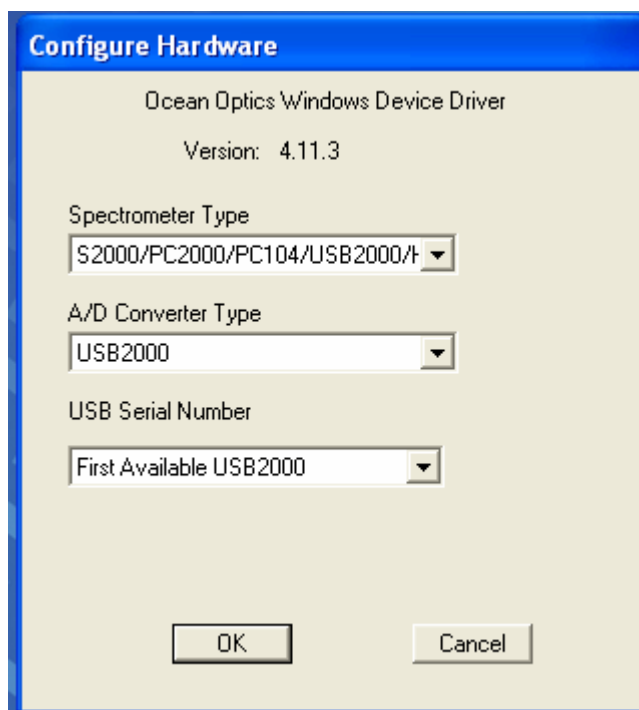 Configure Hardware
Ocean Optics Windows Device Driver
Version: 4.11.3
Spectrometer Type
S2000/PC2000/PC104/USB2000/H
A/D Converter Type
USB2000
USB Serial Number
First Available USB2000
OK Cancel